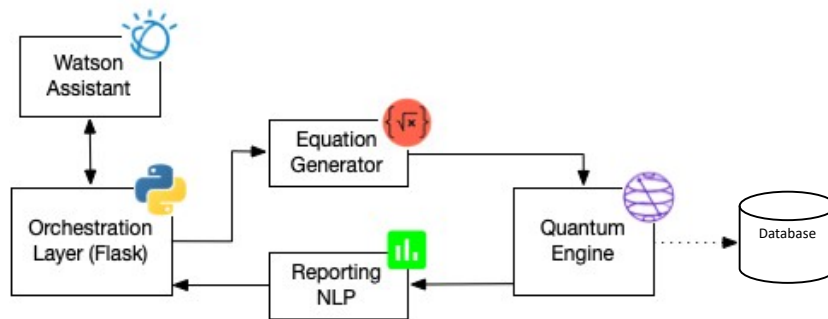 Watson
Assistant
Equation
Generator
{√x}
Orchestration
Layer (Flask)
Quantum
Engine
Database
Reporting
NLP